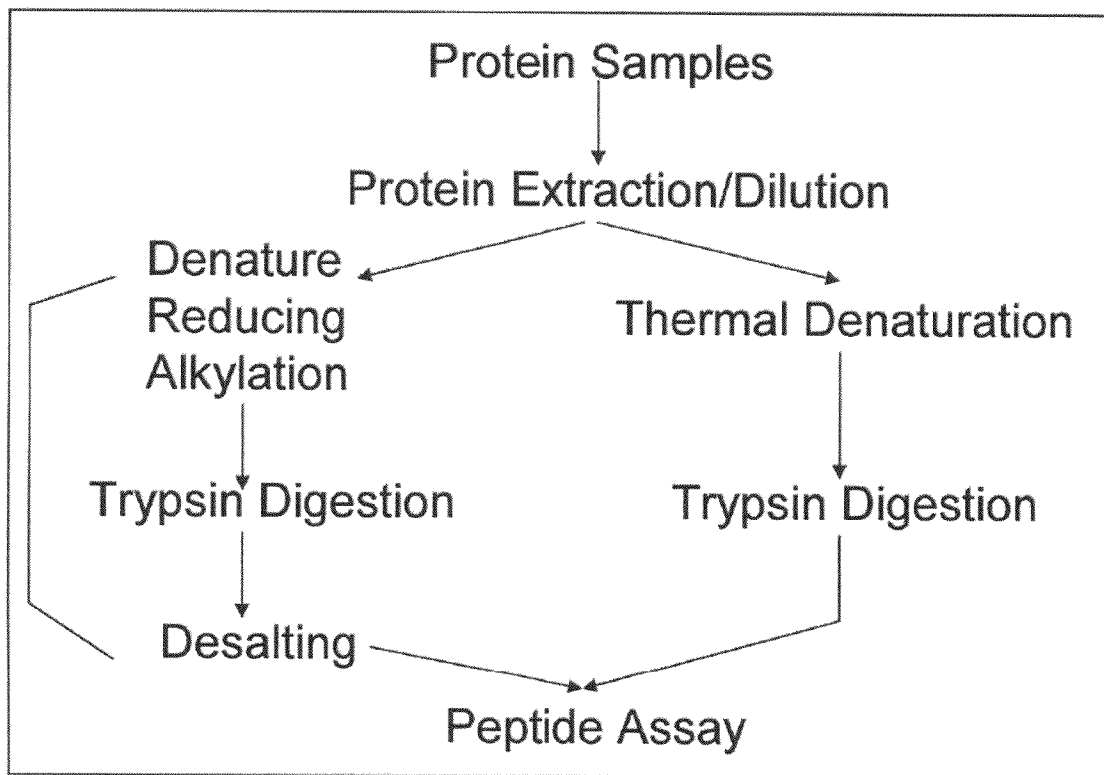 Protein Samples
Protein Extraction/Dilution
Denature
Reducing
Alkylation
Trypsin Digestion
Desalting
Thermal Denaturation
Trypsin Digestion
Peptide Assay